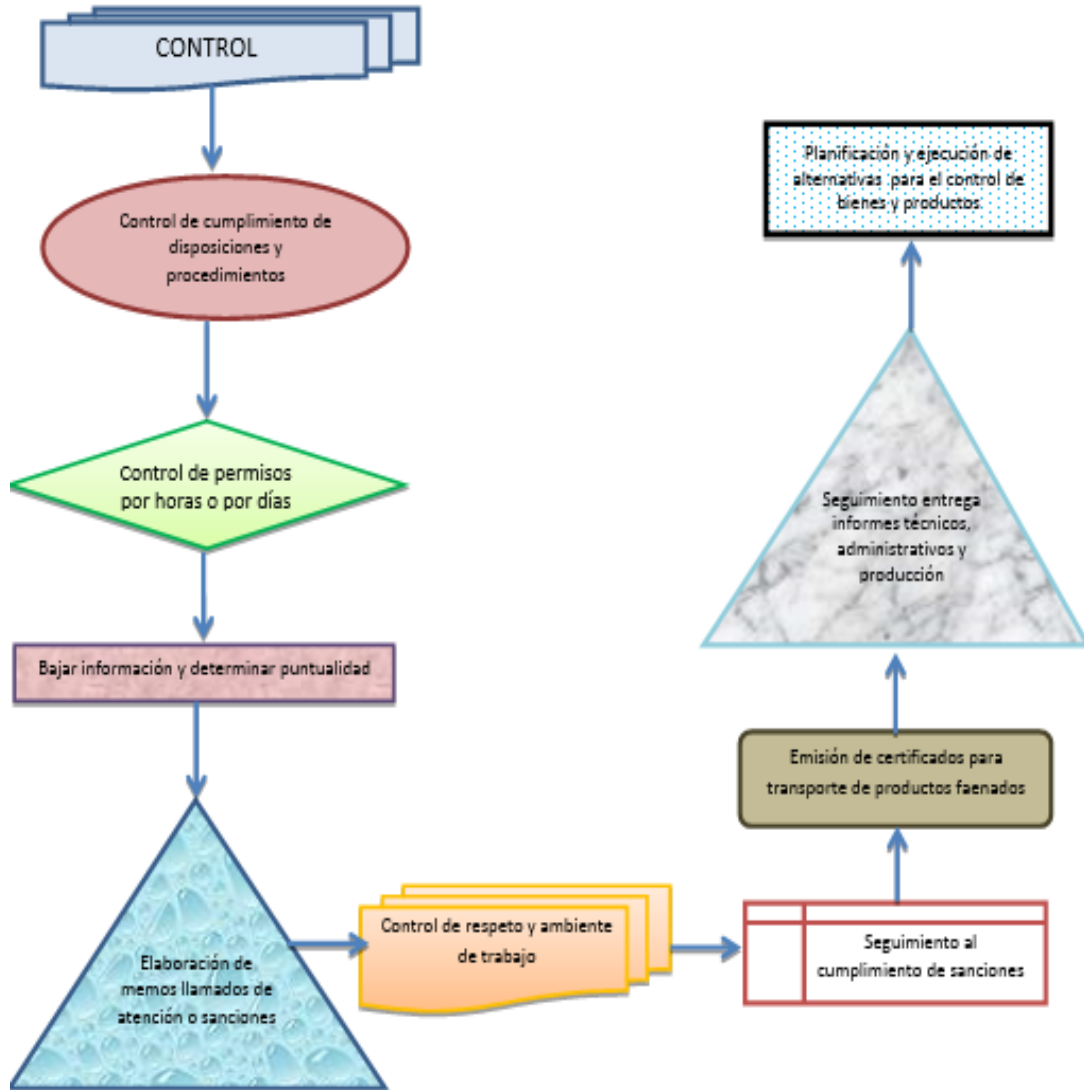 CONTROL
Control de cumplimiento de
disposiciones y
procedimientos
Control de permisos
por horas o por días
Bajar información y determinar puntualidad
Elaboración de
memos llamados de
atención o sanciones
Control de respeto y ambiente
de trabajo
Seguimiento al
cumplimiento de sanciones
Emisión de certificados para
transporte de productos faenados
Seguimiento entrega
informes técnicos,
administrativos y
producción
Planificación y ejecución de
alternativas para el control de
bienes y productos